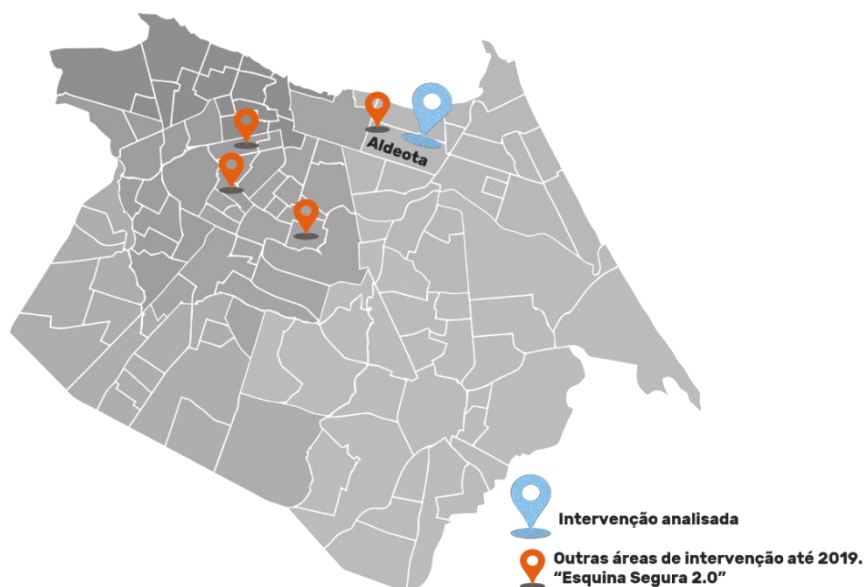 Aldeota
Intervenção analisada
Outras áreas de intervenção até 2019.
“Esquina Segura 2.0”